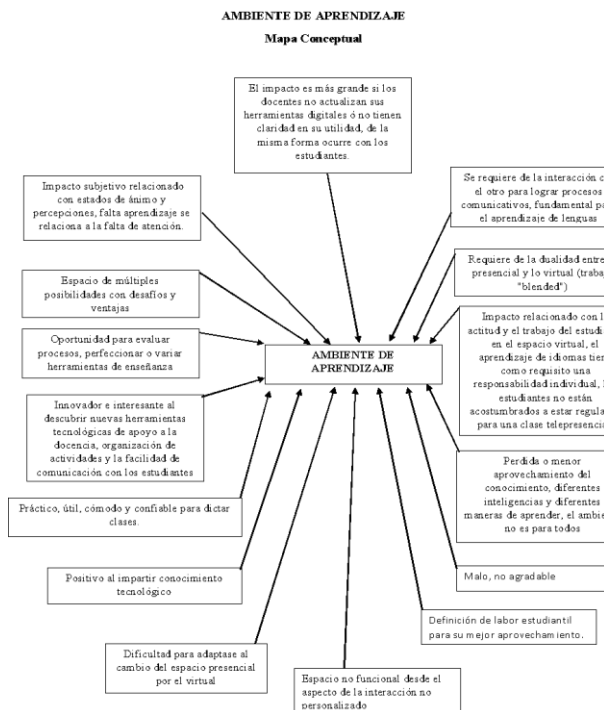 AMBIENTE DE APRENDIZAJE
Mapa Conceptual
El impacto es más grande si los
docentes no actualizan sus
herramientas digitales ó no tienen
claridad en su utilidad, de la
misma forma ocurre con los
estudiantes.
Impacto subjetivo relacionado
con estados de ánimo y
percepciones, falta aprendizaje se
relaciona a la falta de atención.
Espacio de múltiples
posibilidades con desafíos y
ventajas
Oportunidad para evaluar
procesos, perfeccionar o variar
herramientas de enseñanza
Innovador e interesante al
descubrir nuevas herramientas
tecnológicas de apoyo a la
docencia, organización de
actividades y la facilidad de
comunicación con los estudiantes
Práctico, útil, cómodo y confiable para dictar
clases.
Positivo al impartir conocimiento
tecnológico
Dificultad para adaptase al
cambio del espacio presencial
por el virtual
AMBIENTE DE
APRENDIZAJE
Se requiere de la interacción
el otro para lograr procesos
comunicativos, fundamental
el aprendizaje de lenguas
Requiere de la dualidad entre
presencial y lo virtual
"blended")
Impacto relacionado con
actitud y el trabajo del
en el espacio virtual, el
aprendizaje de idiomas
como requisito una
responsabilidad individual,
estudiantes no están
acostumbrados a estar
para una clase
Perdida o menor
aprovechamiento del
conocimiento, diferentes
inteligencias y diferentes
maneras de aprender, el
no es para todos
Malo, no agradable
Definición de labor estudiantil
para su mejor aprovechamiento.
Espacio no funcional desde el
aspecto de la interacción no
personalizado